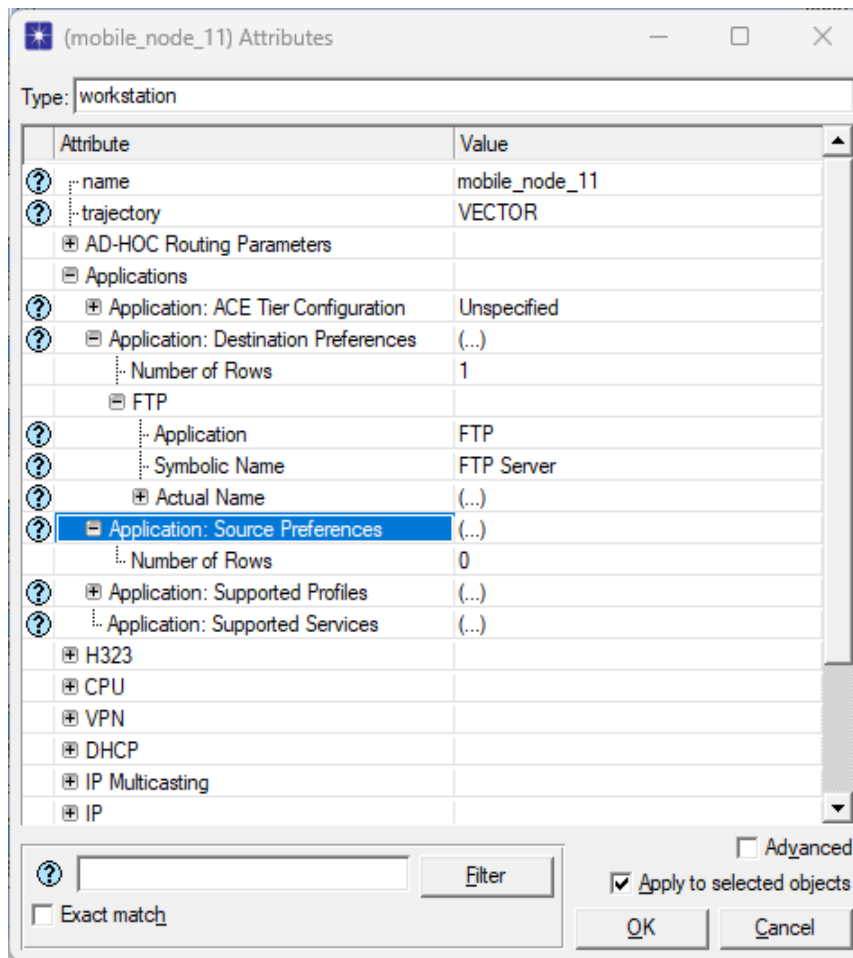 (mobile_node_11) Attributes
Type: workstation
Attribute Value
name mobile_node_11
trajectory VECTOR
AD-HOC Routing Parameters
Applications
Application: ACE Tier Configuration Unspecified
Application: Destination Preferences (...)
Number of Rows 1
FTP
Application FTP
Symbolic Name FTP Server
Actual Name (...)
Application: Source Preferences (...)
Number of Rows 0
Application: Supported Profiles (...)
Application: Supported Services (...)
H323
CPU
VPN
DHCP
IP Multicasting
IP
Advanced
Filter
Apply to selected objects
Exact match
OK Cancel